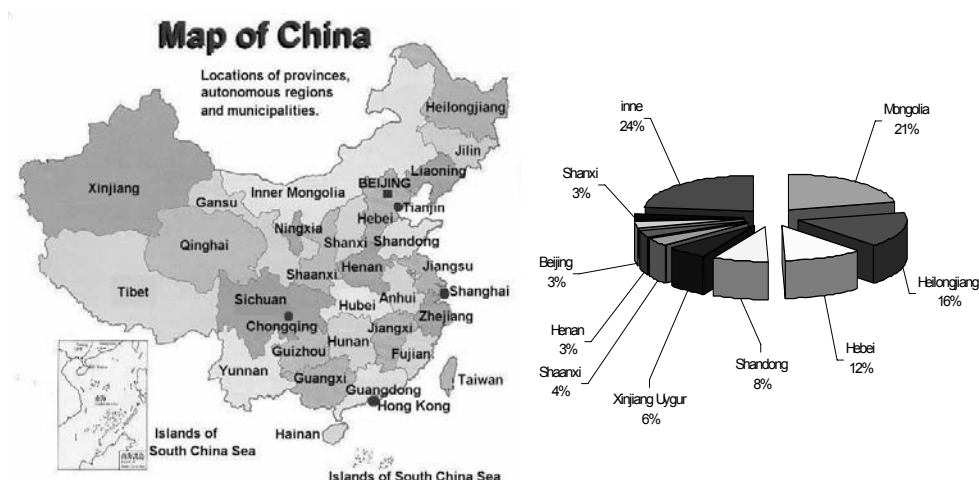 Map of China
Locations of provinces,
autonomous regions
and municipalities.
Heilongjiang
Jilin
Liaoning
Xinjiang
Inner Mongolia
BEIJING
Gansu
Tianjin
Hebei
Ningxia
Qinghai
Shanxi
Shandong
Shaanxi
Henan
Jiangsu
Tibet
Sichuan
Shanghai
Hubei
Anhui
Chongqing
Zhejiang
Jiangxi
Hunan
Guizhou
Fujian
Yunnan
Guangxi
Taiwan
Guangdong
Hong Kong
Hainan
Islands of
South China Sea
Islands of South China Sea
inne
24%
Mongolia
21%
Shanxi
3%
Heilongjiang
16%
Beijing
3%
Henan
3%
Hebei
12%
Shaanxi
4%
Shandong
8%
Xinjiang Uygur
6%